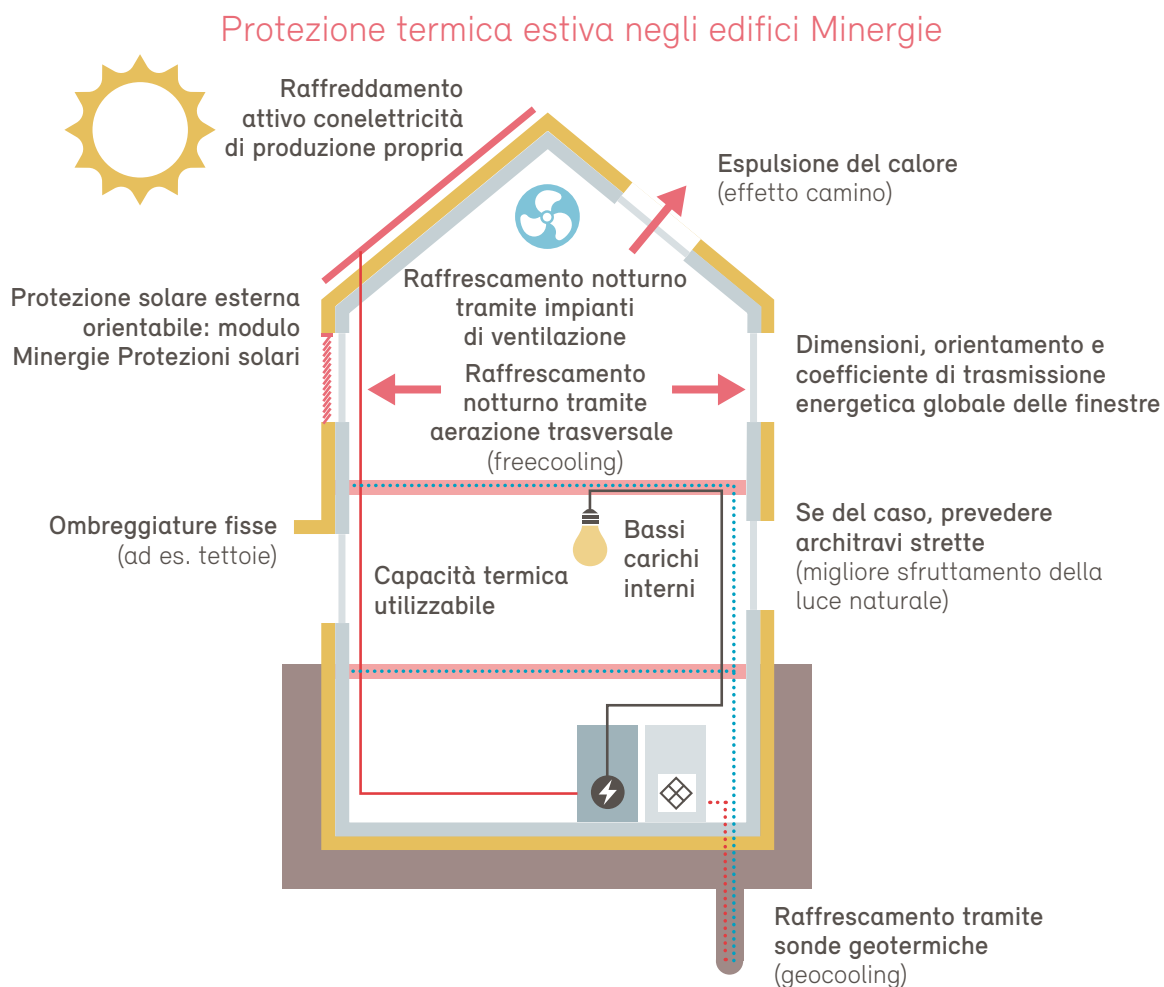 Protezione termica estiva negli edifici Minergie
Raffreddamento
attivo conelettricità
di produzione propria
Espulsione del calore
(effetto camino)
Protezione solare esterna
orientabile: modulo
Minergie Protezioni solari
Raffrescamento notturno
tramite impianti
di ventilazione
Raffrescamento
notturno tramite
aerazione trasversale
(freecooling)
Dimensioni, orientamento e
coefficiente di trasmissione
energetica globale delle finestre
Ombreggiature fisse
(ad es. tettoie)
Capacità termica
utilizzabile
Bassi
carichi
interni
Se del caso, prevedere
architravi strette
(migliore sfruttamento della
luce naturale)
Raffrescamento tramite
sonde geotermiche
(geocooling)